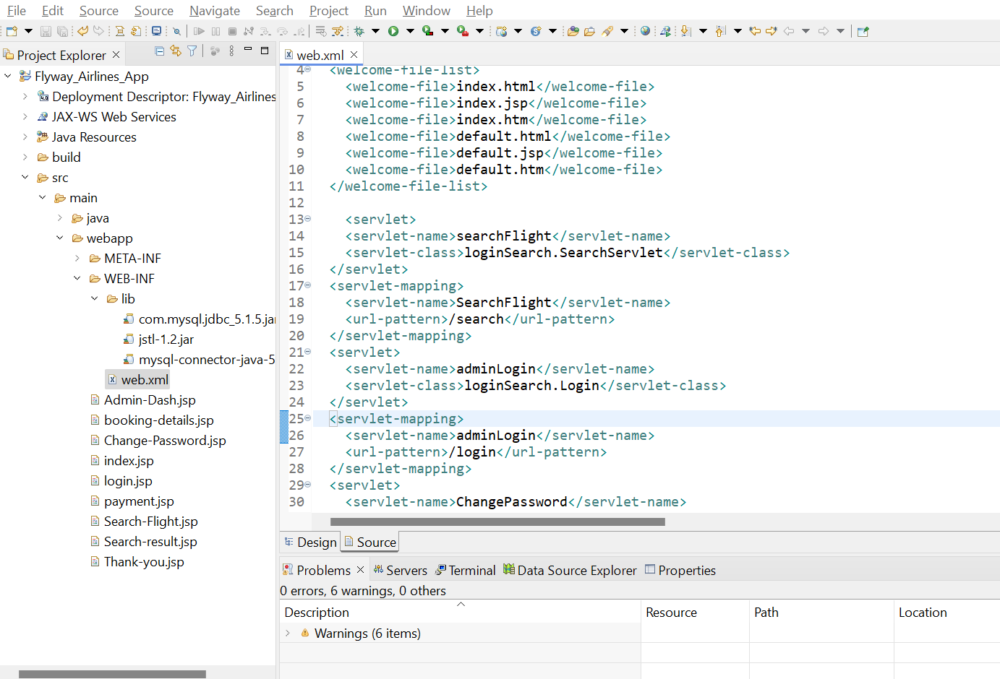 File Edit Source Source Navigate Search Project Run Window Help
Project Explorer
Flyway_Airlines_App
Deployment Descriptor: Flyway_Airlines
JAX-WS Web Services
Java Resources
build
src
main
java
webapp
META-INF
WEB-INF
lib
com.mysql.jdbc_5.1.5.jar
jstl-1.2.jar
mysql-connector-java-5
web.xml
Admin-Dash.jsp
booking-details.jsp
Change-Password.jsp
index.jsp
login.jsp
payment.jsp
Search-Flight.jsp
Search-result.jsp
Thank-you.jsp
web.xml
4 <welcome-file-list>
5 <welcome-file>index.html</welcome-file>
6 <welcome-file>index.jsp</welcome-file>
7 <welcome-file>index.htm</welcome-file>
8 <welcome-file>default.html</welcome-file>
9 <welcome-file>default.jsp</welcome-file>
10 <welcome-file>default.htm</welcome-file>
11 </welcome-file-list>
12
13 <servlet>
14 <servlet-name>searchFlight</servlet-name>
15 <servlet-class>loginSearch.SearchServlet</servlet-class>
16 </servlet>
17 <servlet-mapping>
18 <servlet-name>SearchFlight</servlet-name>
19 <url-pattern>/search</url-pattern>
20 </servlet-mapping>
21 <servlet>
22 <servlet-name>adminLogin</servlet-name>
23 <servlet-class>loginSearch.Login</servlet-class>
24 </servlet>
25 <servlet-mapping>
26 <servlet-name>adminLogin</servlet-name>
27 <url-pattern>/login</url-pattern>
28 </servlet-mapping>
29 <servlet>
30 <servlet-name>ChangePassword</servlet-name>
Design Source
Problems Servers Terminal Data Source Explorer Properties
0 errors, 6 warnings, 0 others
Description Resource Path Location
Warnings (6 items)